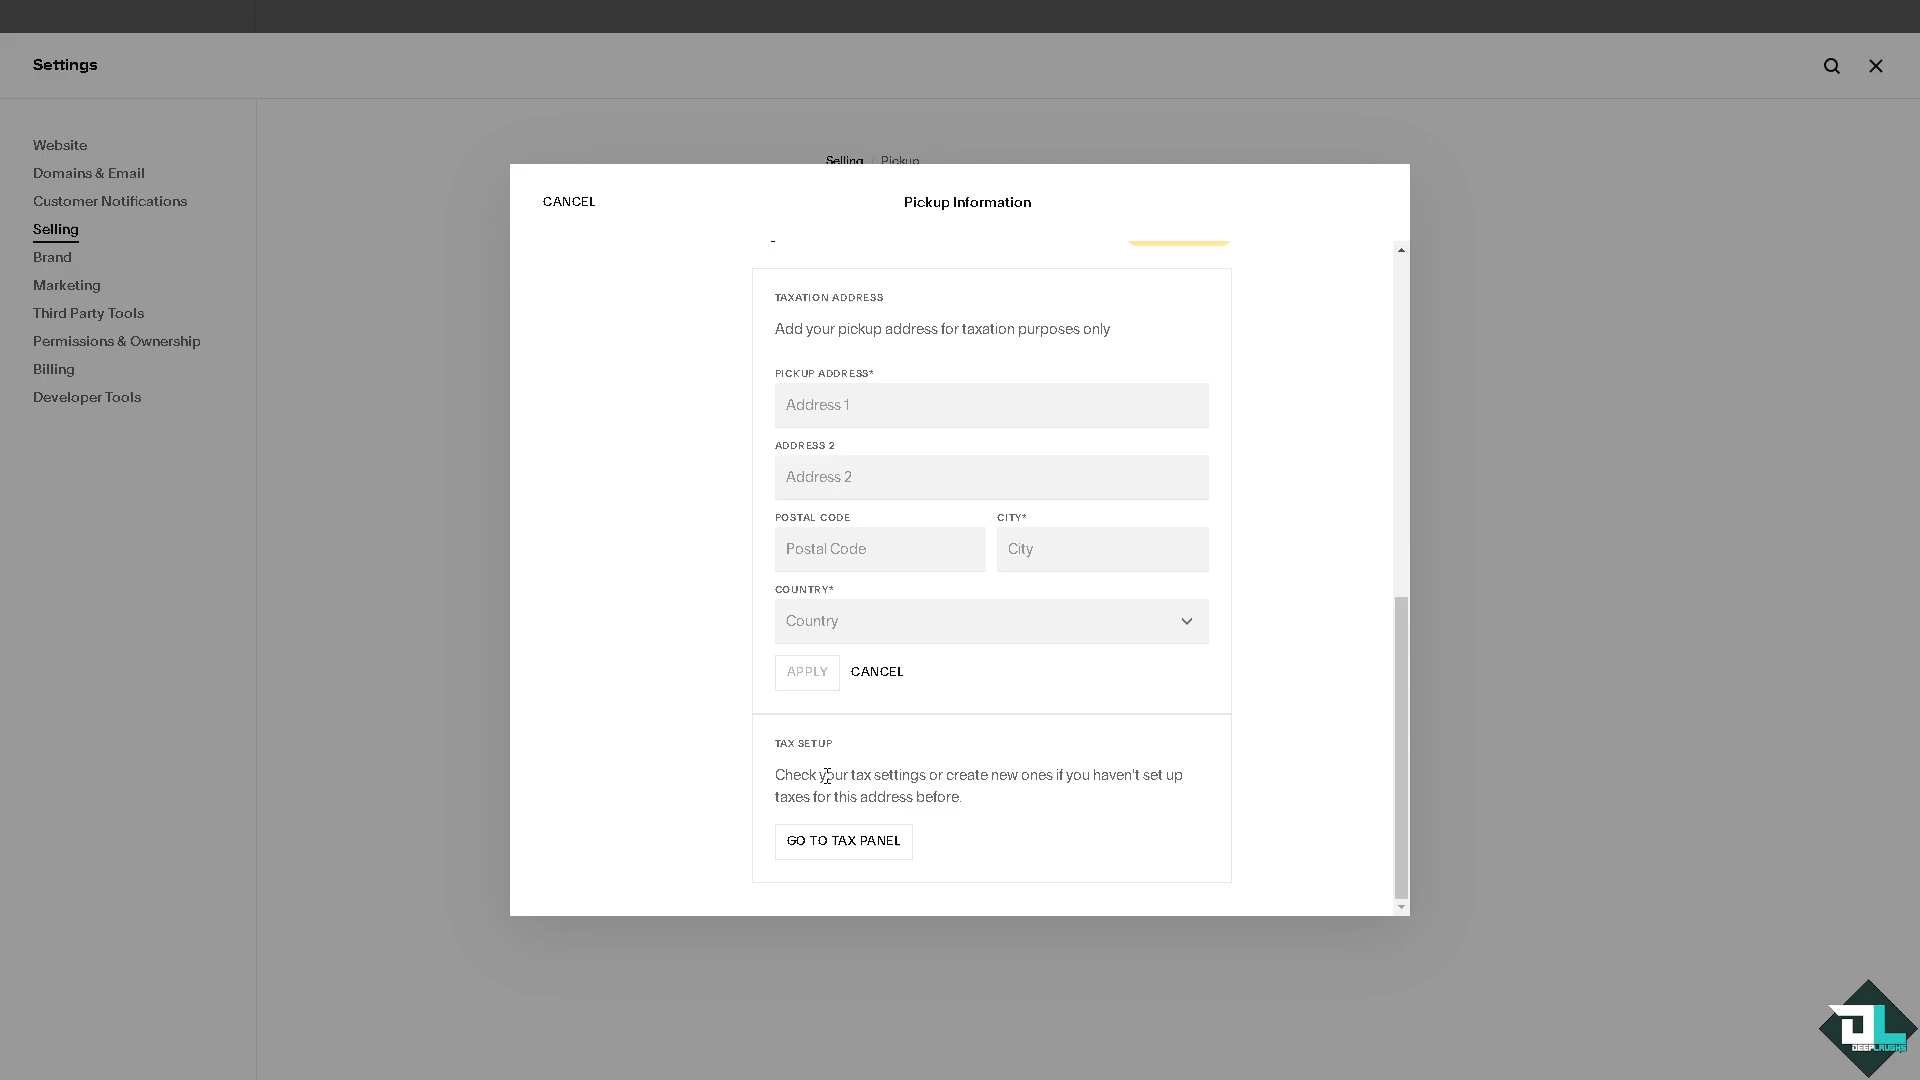 Settings
Website
Domains & Email
Customer Notifications
Selling
Brand
Marketing
Third Party Tools
Permissions & Ownership
Billing
Developer Tools
Selling / Pickup
CANCEL
Pickup Information
TAXATION ADDRESS
Add your pickup address for taxation purposes only
PICKUP ADDRESS*
Address 1
ADDRESS 2
Address 2
POSTAL CODE
CITY*
Postal Code
City
COUNTRY*
Country
APPLY
CANCEL
TAX SETUP
Check your tax settings or create new ones if you haven't set up
taxes for this address before.
GO TO TAX PANEL
DL
DEEPLAUGHS